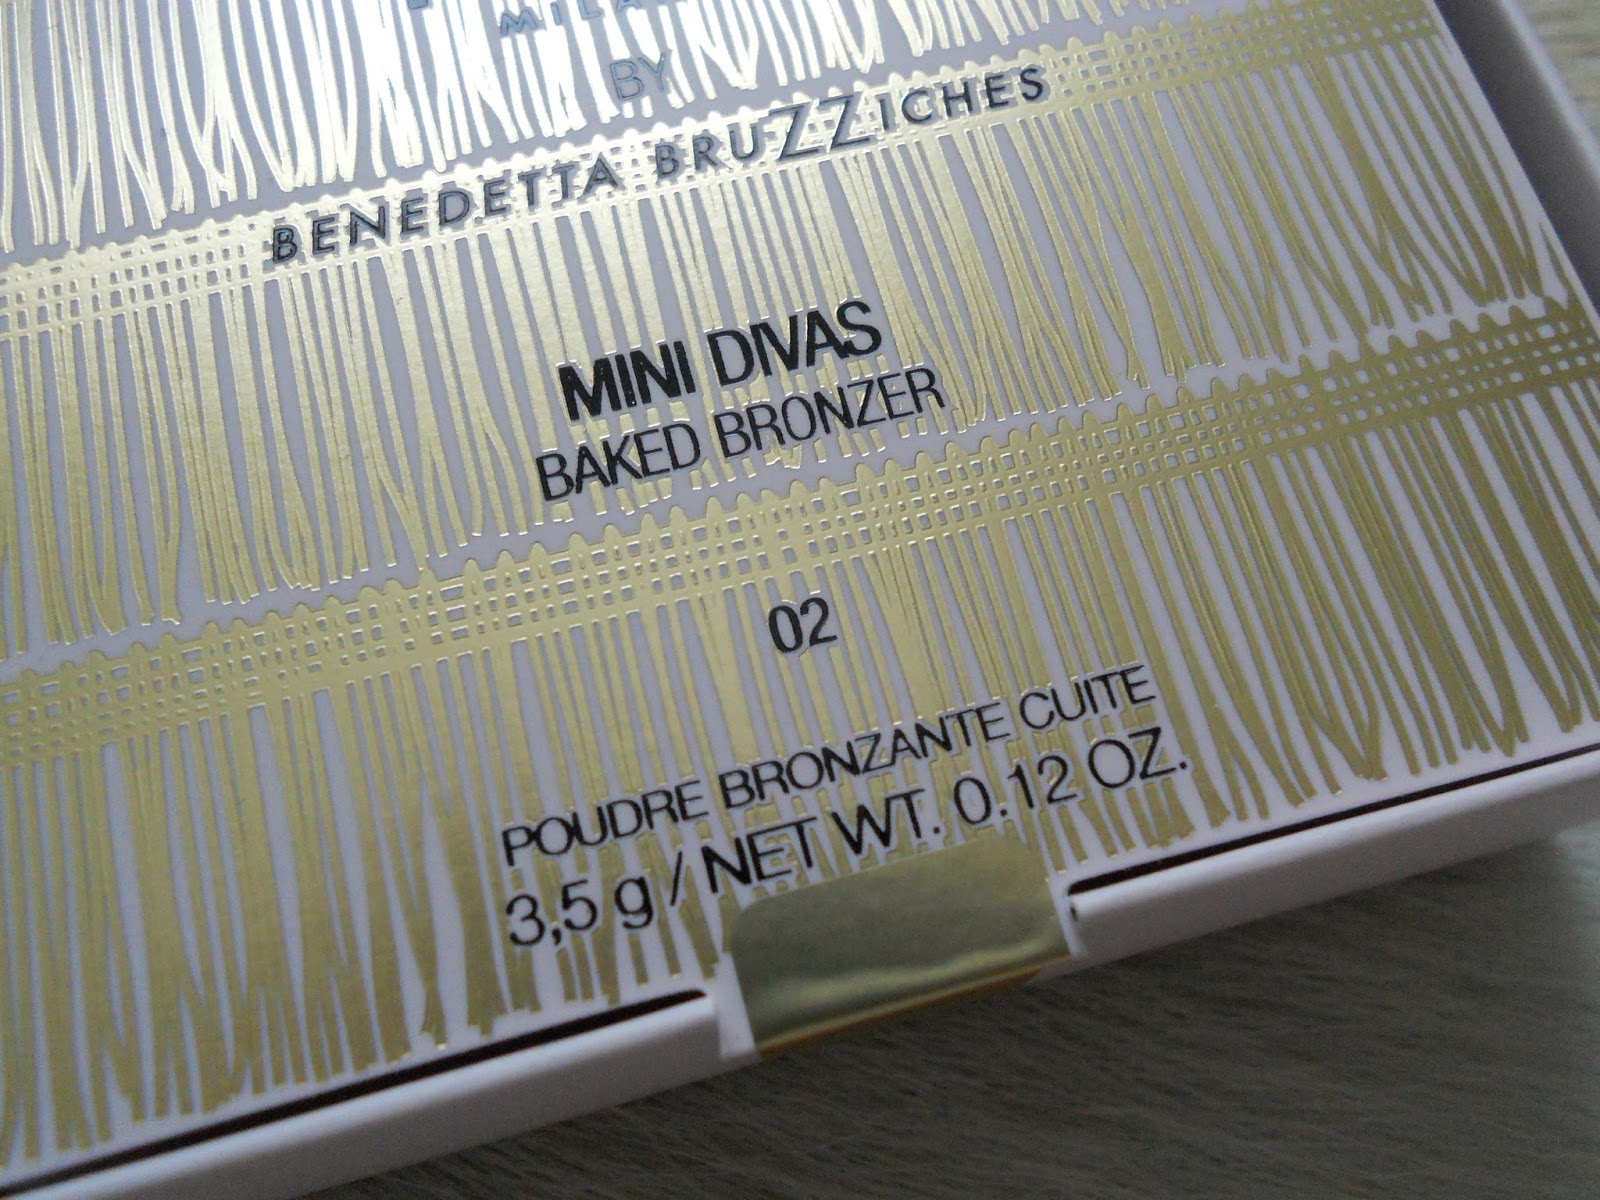 BY
BENEDETTA BRUZZICHES
MINI DIVAS
BAKED BRONZER
02
POUDRE BRONZANTE CUITE
3,5 g / NET WT. 0.12 OZ.